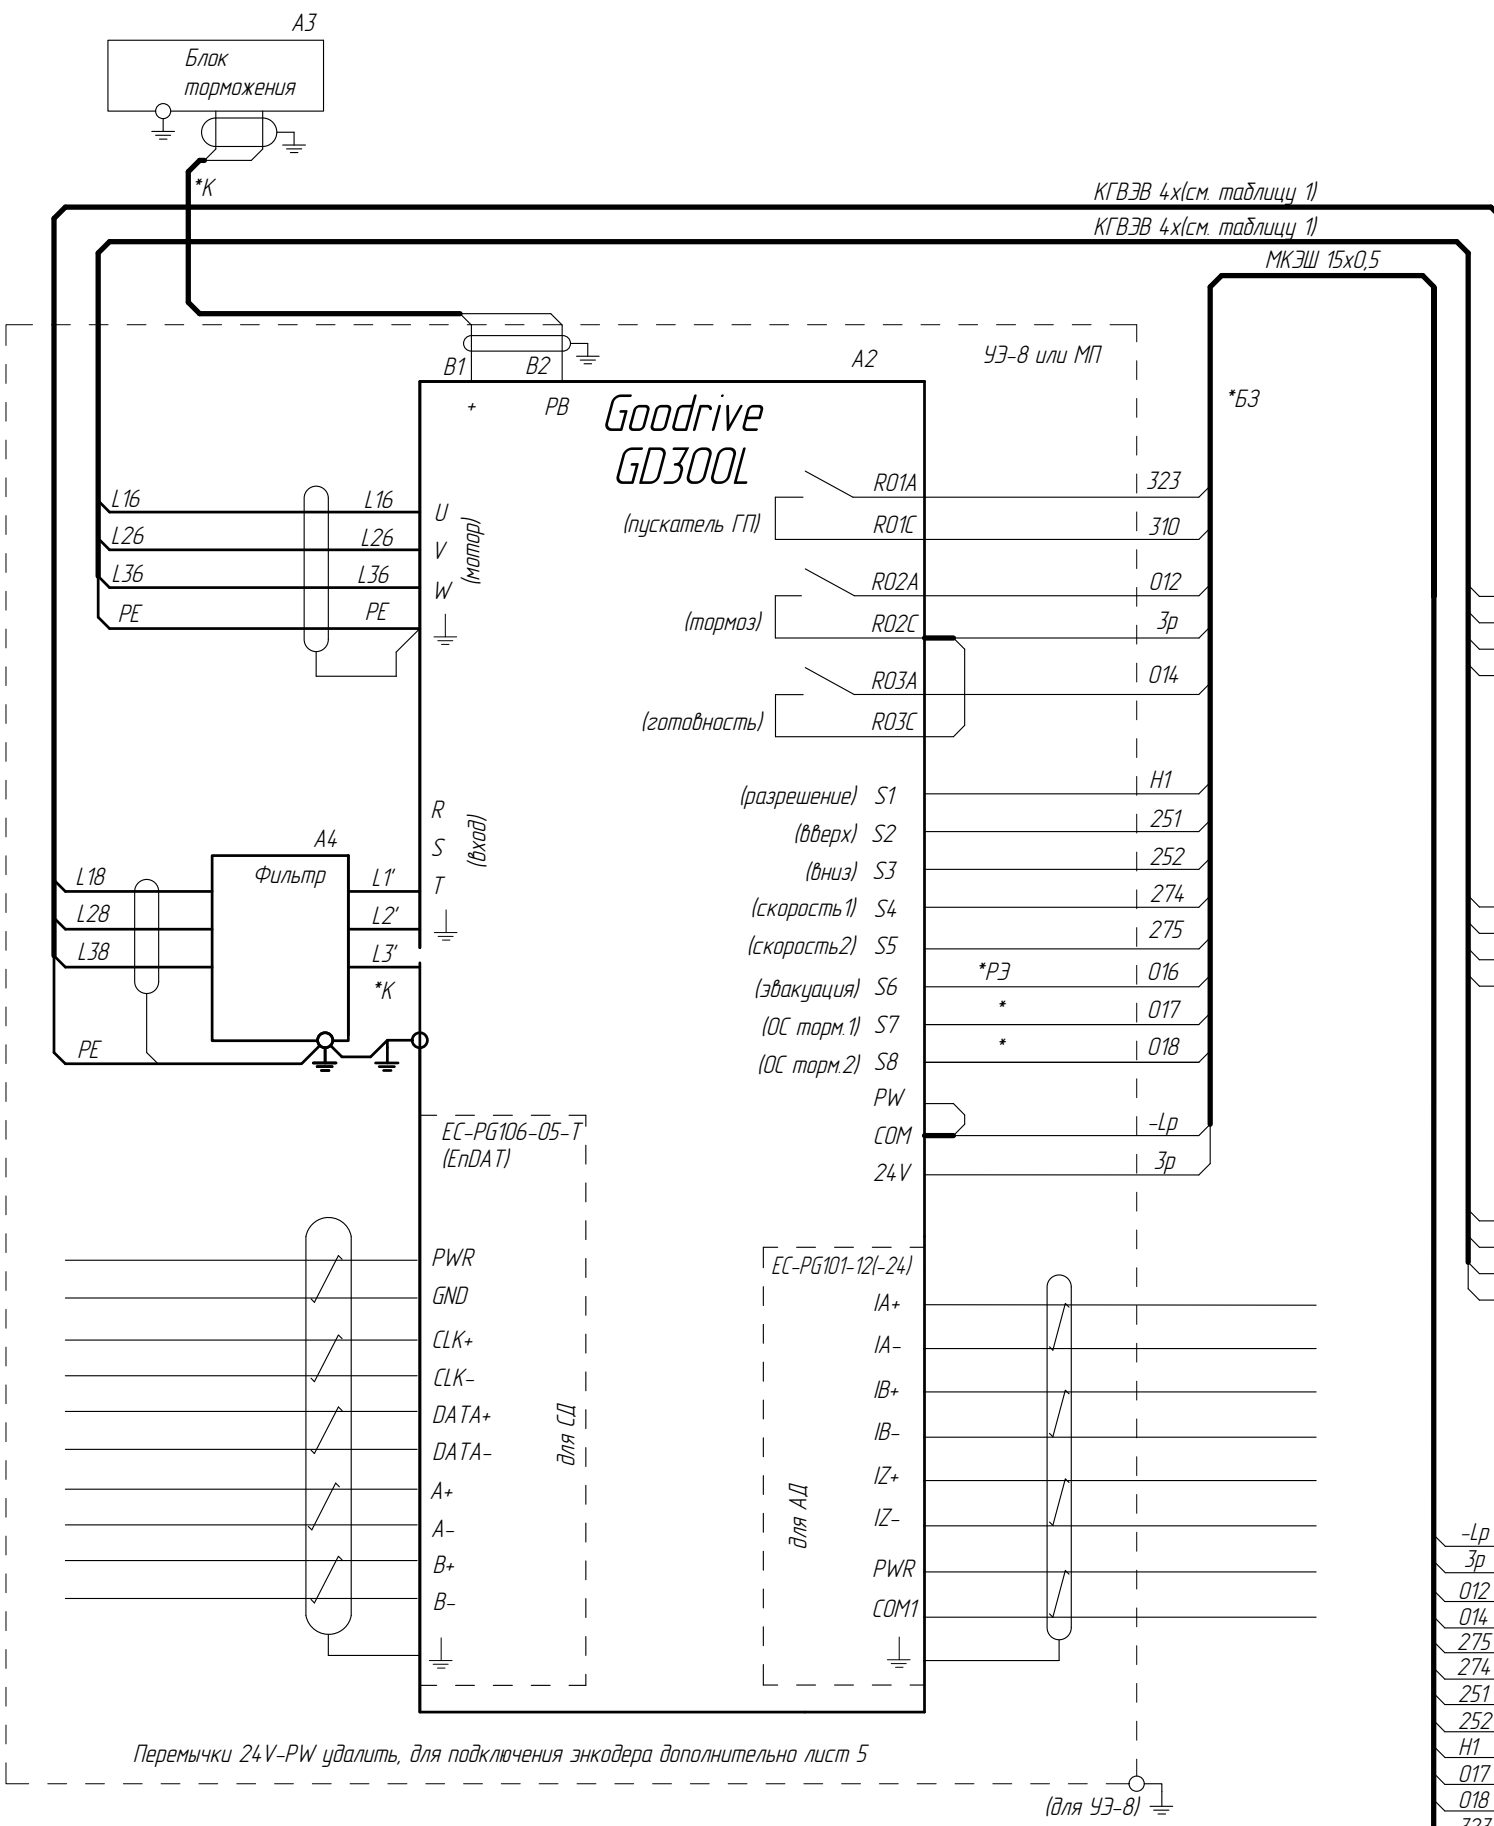 А3
Блок
торможения
*К
КГВЭВ 4х(см. таблицу 1)
КГВЭВ 4х(см. таблицу 1)
МКЭШ 15х0,5
*БЗ
УЭ-8 или МП
А2
B1
B2
+
PB
Goodrive
GD300L
L16
L16
U
L26
L26
V
L36
L36
W
PE
PE
(мотор)
(пускатель ГП)
R01A
323
R01C
310
(тормоз)
R02A
012
R02C
3р
(готовность)
R03A
014
R03C
R
S
T
(вход)
А4
Фильтр
L18
L1'
L28
L2'
L38
L3'
*К
PE
(разрешение) S1
H1
(вверх) S2
251
(вниз) S3
252
(скорость1) S4
274
(скорость2) S5
275
(эвакуация) S6
*РЭ
016
(ОС торм.1) S7
*
017
(ОС торм.2) S8
*
018
PW
COM
-Lp
24V
3р
EC-PG106-05-T
(EnDAT)
PWR
GND
CLK+
CLK-
DATA+
DATA-
A+
A-
B+
B-
для СД
EC-PG101-12(-24)
IA+
IA-
IB+
IB-
IZ+
IZ-
PWR
COM1
для АД
-Lp
3р
012
014
275
274
251
252
H1
017
018
323
Перемычки 24V-PW удалить, для подключения энкодера дополнительно лист 5
(для УЭ-8)